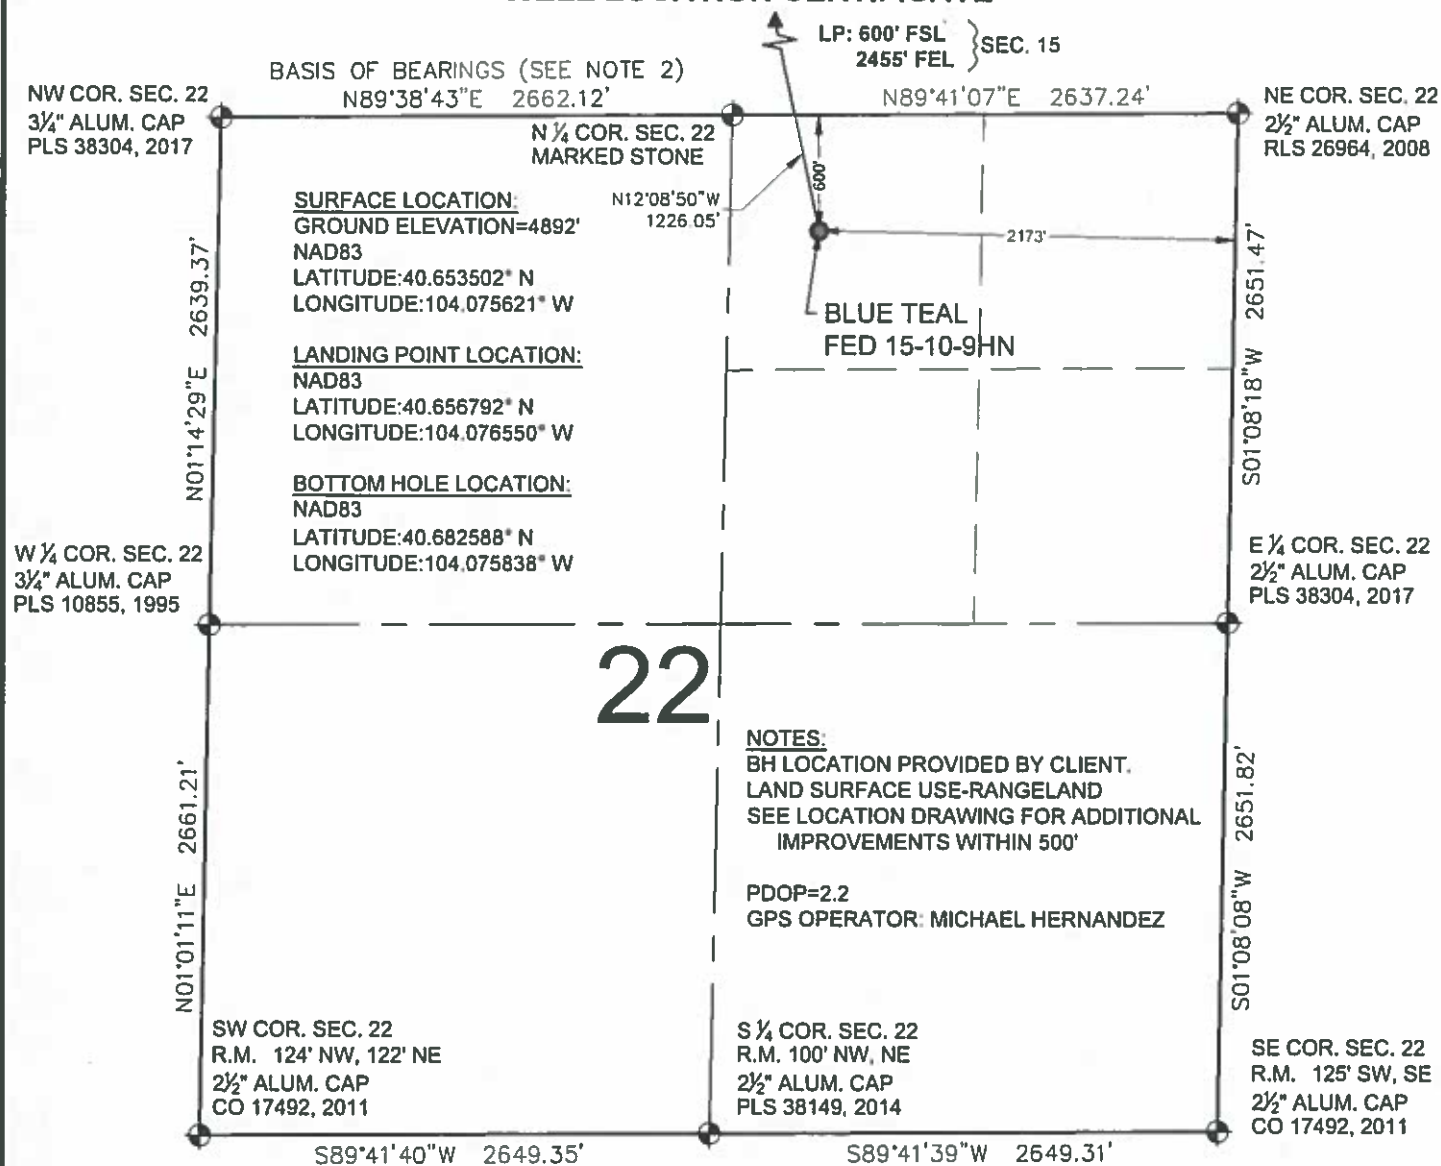 LP: 600' FSL
2455' FEL
SEC. 15
BASIS OF BEARINGS (SEE NOTE 2)
N89°38'43"E 2662.12'
N89°41'07"E 2637.24'
NW COR. SEC. 22
3¼" ALUM. CAP
PLS 38304, 2017
N ¼ COR. SEC. 22
MARKED STONE
NE COR. SEC. 22
2½" ALUM. CAP
RLS 26964, 2008
SURFACE LOCATION:
GROUND ELEVATION=4892'
NAD83
LATITUDE:40.653502° N
LONGITUDE:104.075621° W
N12°08'50"W
1226.05'
600'
2173'
BLUE TEAL
FED 15-10-9HN
LANDING POINT LOCATION:
NAD83
LATITUDE:40.656792° N
LONGITUDE:104.076550° W
BOTTOM HOLE LOCATION:
NAD83
LATITUDE:40.682588° N
LONGITUDE:104.075838° W
N01°14'29"E 2639.37'
S01°08'18"W 2651.47'
W ¼ COR. SEC. 22
3¼" ALUM. CAP
PLS 10855, 1995
E ¼ COR. SEC. 22
2½" ALUM. CAP
PLS 38304, 2017
22
NOTES:
BH LOCATION PROVIDED BY CLIENT.
LAND SURFACE USE-RANGELAND
SEE LOCATION DRAWING FOR ADDITIONAL
IMPROVEMENTS WITHIN 500'
PDOP=2.2
GPS OPERATOR: MICHAEL HERNANDEZ
N01°01'11"E 2661.21'
S01°08'08"W 2651.82'
SW COR. SEC. 22
R.M. 124' NW, 122' NE
2½" ALUM. CAP
CO 17492, 2011
S ¼ COR. SEC. 22
R.M. 100' NW, NE
2½" ALUM. CAP
PLS 38149, 2014
SE COR. SEC. 22
R.M. 125' SW, SE
2½" ALUM. CAP
CO 17492, 2011
S89°41'40"W 2649.35'
S89°41'39"W 2649.31'